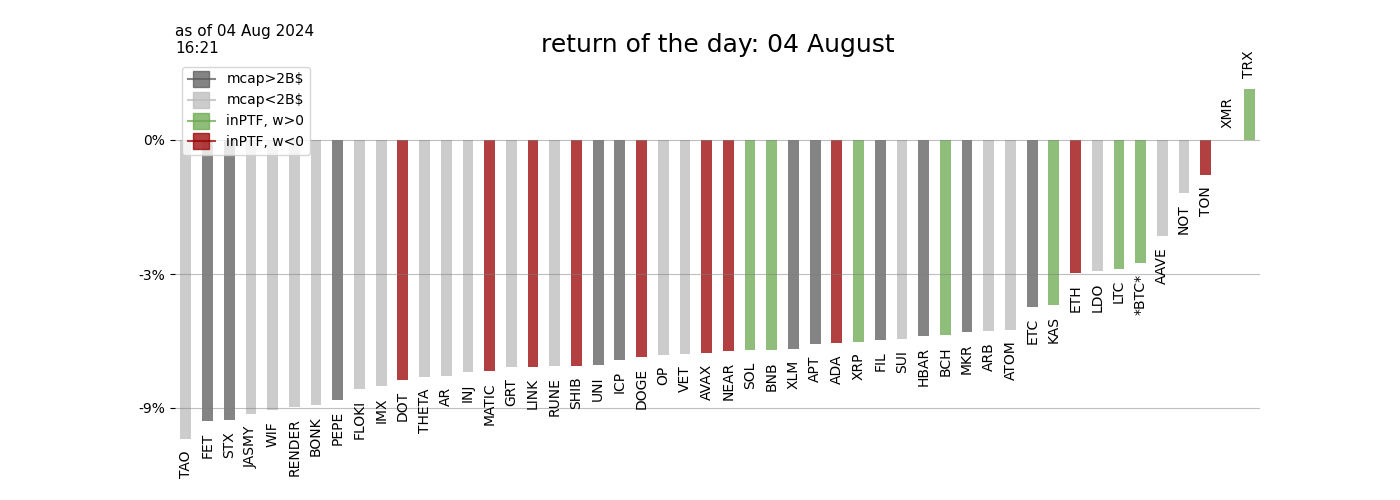 as of 04 Aug 2024
16:21
return of the day: 04 August
mcap>2B$
mcap<2B$
inPTF, w>0
inPTF, w<0
0%
-3%
-9%
TAO
FET
STX
JASMY
WIF
RENDER
BONK
PEPE
FLOKI
IMX
DOT
THETA
AR
INJ
MATIC
GRT
LINK
RUNE
SHIB
UNI
ICP
DOGE
OP
VET
AVAX
NEAR
SOL
BNB
XLM
APT
ADA
XRP
FIL
SUI
HBAR
BCH
MKR
ARB
ATOM
ETC
KAS
ETH
LDO
LTC
*BTC*
AAVE
NOT
TON
XMR
TRX